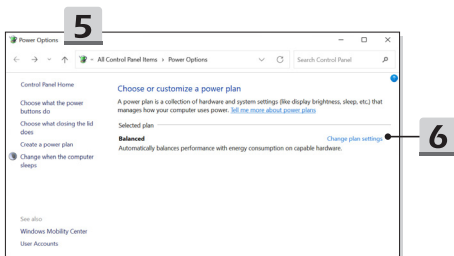 5
Power Options
All Control Panel Items › Power Options
Search Control Panel
Control Panel Home
Choose what the power
buttons do
Choose what closing the lid
does
Create a power plan
Change when the computer
sleeps
Choose or customize a power plan
A power plan is a collection of hardware and system settings (like display brightness, sleep, etc.) that
manages how your computer uses power. Tell me more about power plans
Selected plan
Balanced
Change plan settings
Automatically balances performance with energy consumption on capable hardware.
6
See also
Windows Mobility Center
User Accounts